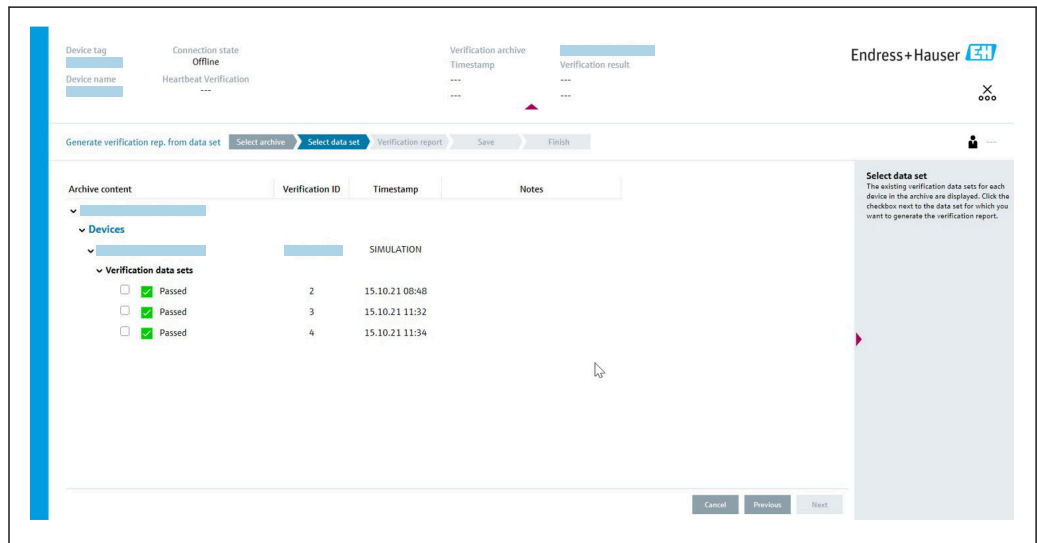 Device tag
Connection state
Offline
Device name
Heartbeat Verification
---
Verification archive
Timestamp
Verification result
--- ---
--- ---
Endress+Hauser EH
Generate verification rep. from data set Select archive Select data set Verification report Save Finish
---
Archive content Verification ID Timestamp Notes
Devices
SIMULATION
Verification data sets
Passed 2 15.10.21 08:48
Passed 3 15.10.21 11:32
Passed 4 15.10.21 11:34
Select data set
The existing verification data sets for each
device in the archive are displayed. Click the
checkbox next to the data set for which you
want to generate the verification report.
Cancel Previous Next